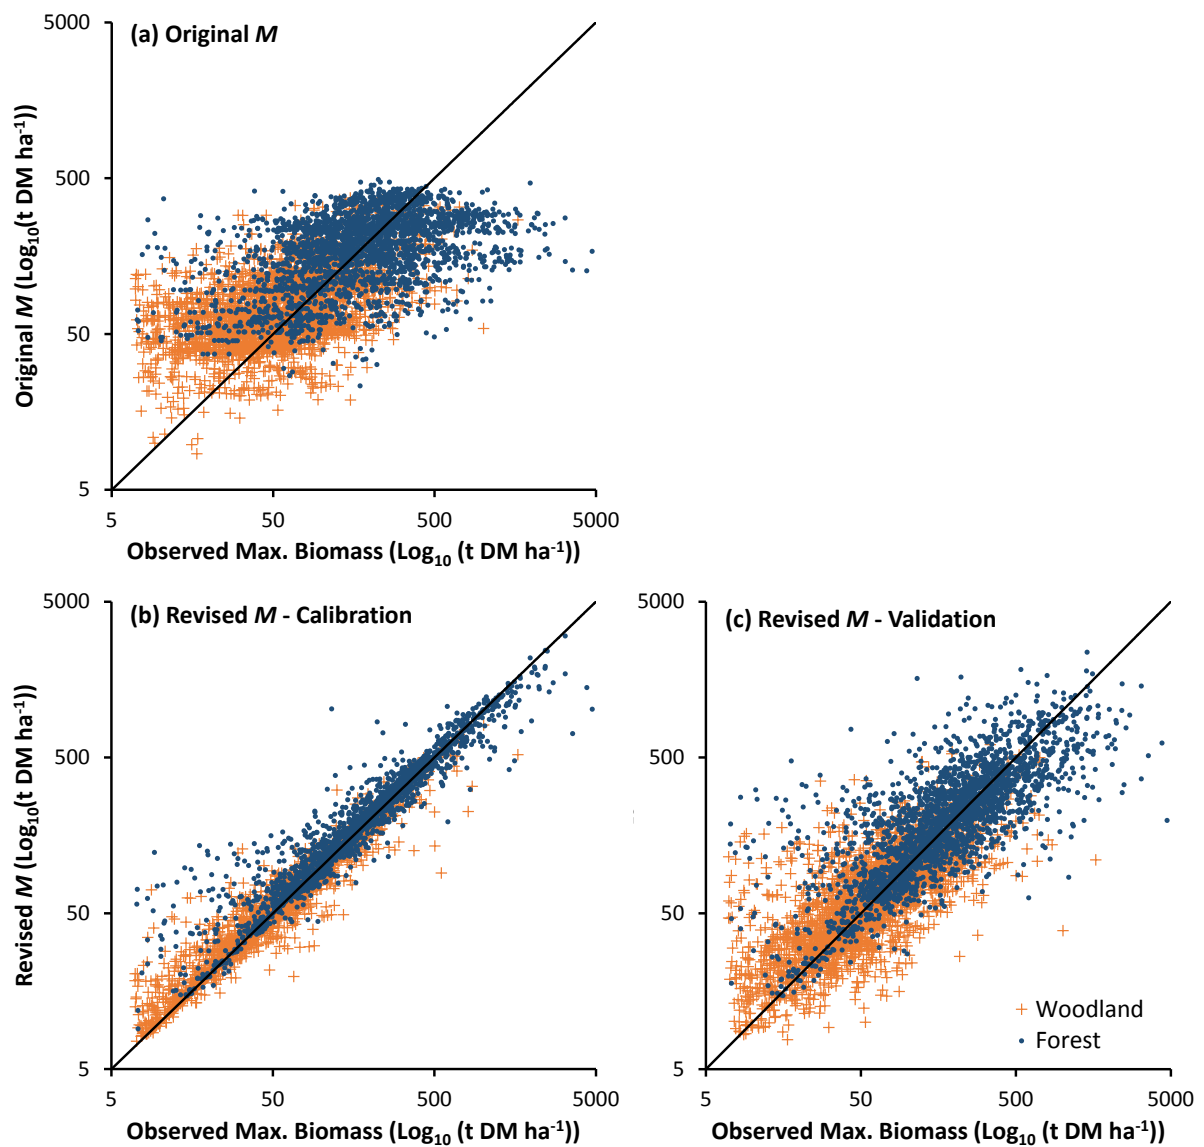 (a) Original M
5000
500
50
5
5 50 500 5000
Original M (Log₁₀(t DM ha⁻¹))
Observed Max. Biomass (Log₁₀ (t DM ha⁻¹))
(b) Revised M - Calibration
5000
500
50
5
5 50 500 5000
Revised M (Log₁₀(t DM ha⁻¹))
Observed Max. Biomass (Log₁₀ (t DM ha⁻¹))
(c) Revised M - Validation
5000
500
50
5
5 50 500 5000
Woodland
Forest
Observed Max. Biomass (Log₁₀ (t DM ha⁻¹))